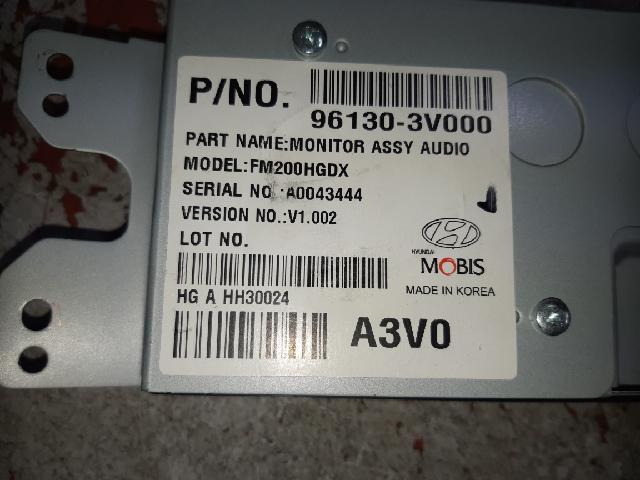 P/NO.
96130-3V000
PART NAME:MONITOR ASSY AUDIO
MODEL:FM200HGDX
SERIAL NO.:A0043444
VERSION NO.:V1.002
LOT NO.
HYUNDAI
MOBIS
MADE IN KOREA
HG A HH30024
A3V0